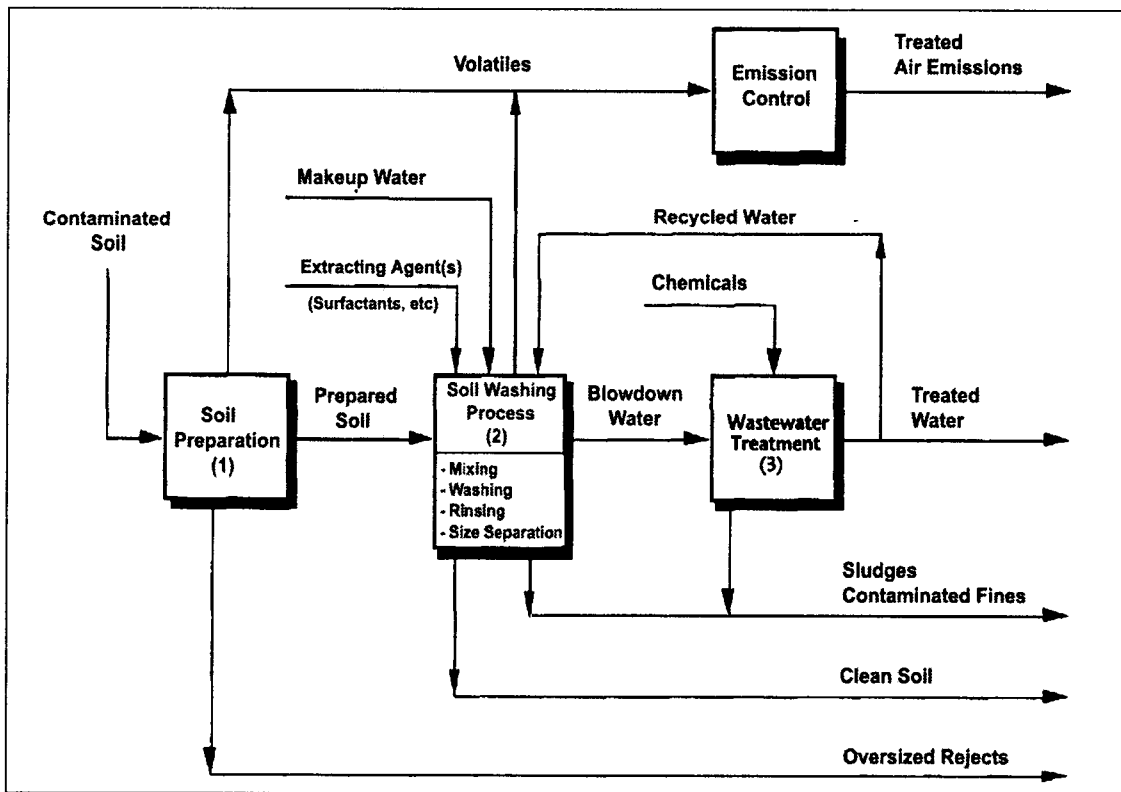 Treated
Air Emissions
Volatiles
Emission
Control
Makeup Water
Contaminated
Soil
Recycled Water
Extracting Agent(s)
(Surfactants, etc)
Chemicals
Soil
Preparation
(1)
Prepared
Soil
Soil Washing
Process
(2)
- Mixing
- Washing
- Rinsing
- Size Separation
Blowdown
Water
Wastewater
Treatment
(3)
Treated
Water
Sludges
Contaminated Fines
Clean Soil
Oversized Rejects